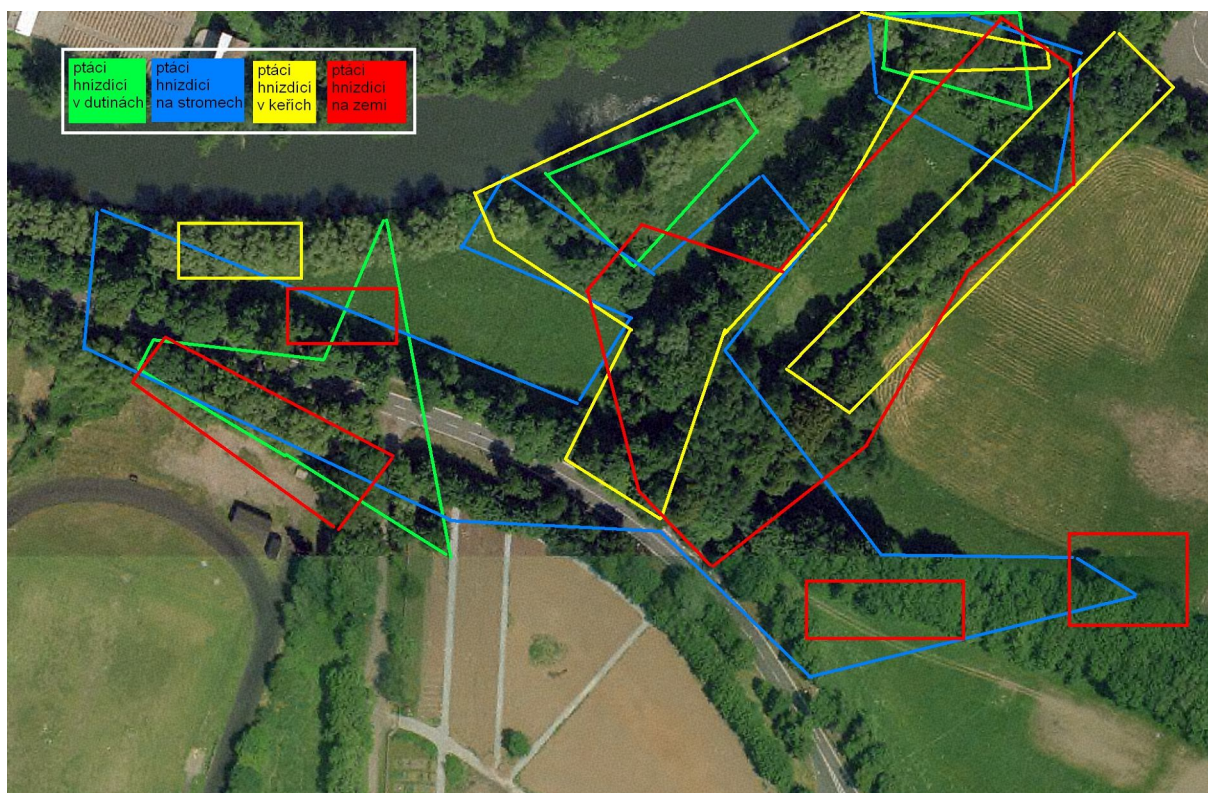 ptáci
hnízdící
v dutinách
ptáci
hnízdící
na stromech
ptáci
hnízdící
v keřích
ptáci
hnízdící
na zemi